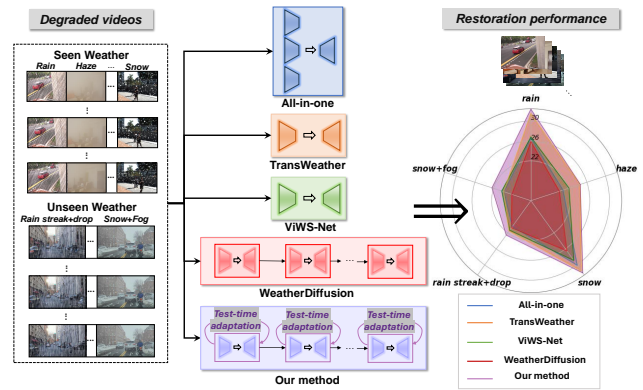 Degraded videos
Seen Weather
Rain Haze ... Snow
Unseen Weather
Rain streak+drop Snow+Fog
All-in-one
TransWeather
ViWS-Net
WeatherDiffusion
Test-time adaptation
Test-time adaptation
Test-time adaptation
Our method
Restoration performance
rain
30
26
22
snow+fog
haze
rain streak+drop
snow
All-in-one
TransWeather
ViWS-Net
WeatherDiffusion
Our method